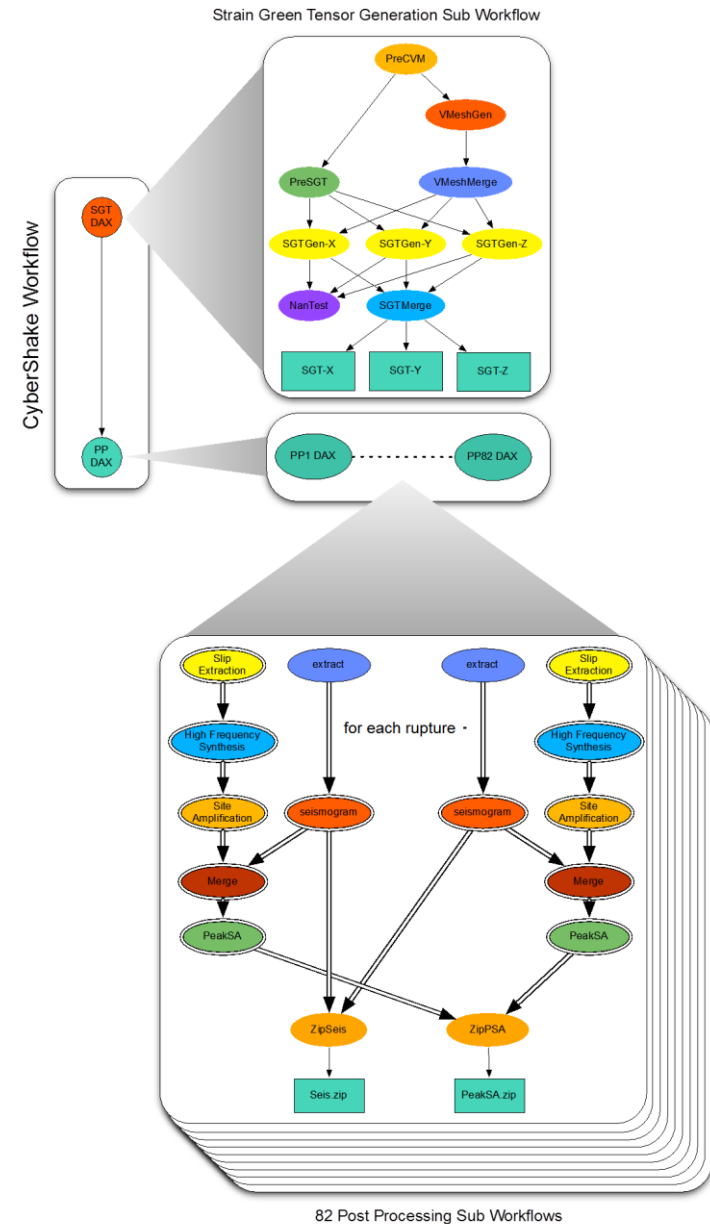 Strain Green Tensor Generation Sub Workflow
PreCVM
VMeshGen
PreSGT
VMeshMerge
SGT
DAX
SGTGen-X
SGTGen-Y
SGTGen-Z
CyberShake Workflow
NanTest
SGTMerge
SGT-X
SGT-Y
SGT-Z
PP
DAX
PP1 DAX
PP82 DAX
Slip
Extraction
extract
extract
Slip
Extraction
for each rupture -
High Frequency
Synthesis
High Frequency
Synthesis
Site
Amplification
seismogram
seismogram
Site
Amplification
Merge
Merge
PeakSA
PeakSA
ZipSeis
ZipPSA
Seis.zip
PeakSA.zip
82 Post Processing Sub Workflows